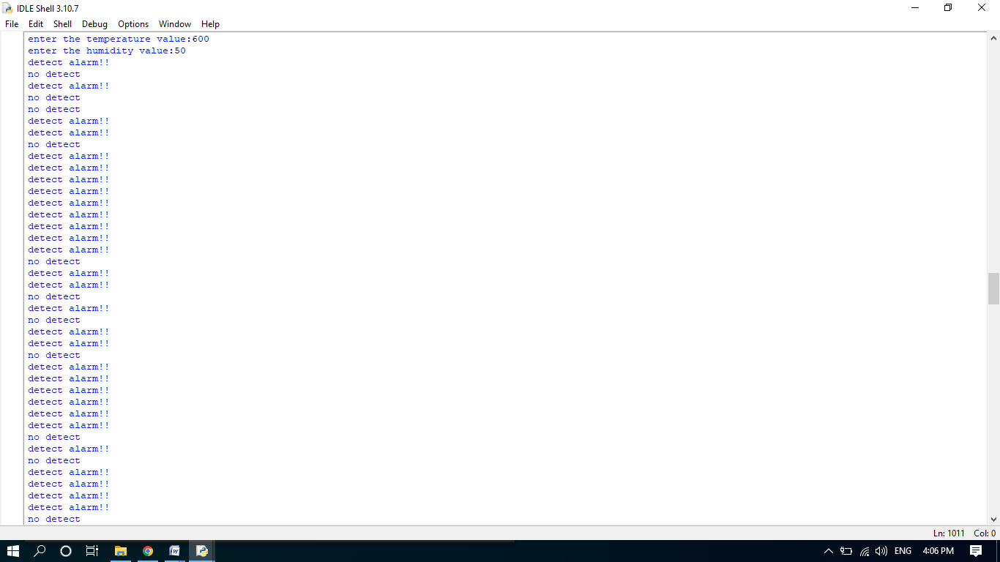 IDLE Shell 3.10.7
File Edit Shell Debug Options Window Help
enter the temperature value:600
enter the humidity value:50
detect alarm!!
no detect
detect alarm!!
no detect
no detect
detect alarm!!
detect alarm!!
no detect
detect alarm!!
detect alarm!!
detect alarm!!
detect alarm!!
detect alarm!!
detect alarm!!
detect alarm!!
detect alarm!!
detect alarm!!
no detect
detect alarm!!
detect alarm!!
no detect
detect alarm!!
no detect
detect alarm!!
detect alarm!!
no detect
detect alarm!!
detect alarm!!
detect alarm!!
detect alarm!!
detect alarm!!
detect alarm!!
no detect
detect alarm!!
no detect
detect alarm!!
detect alarm!!
detect alarm!!
detect alarm!!
no detect
Ln: 1011 Col: 0
ENG 4:06 PM